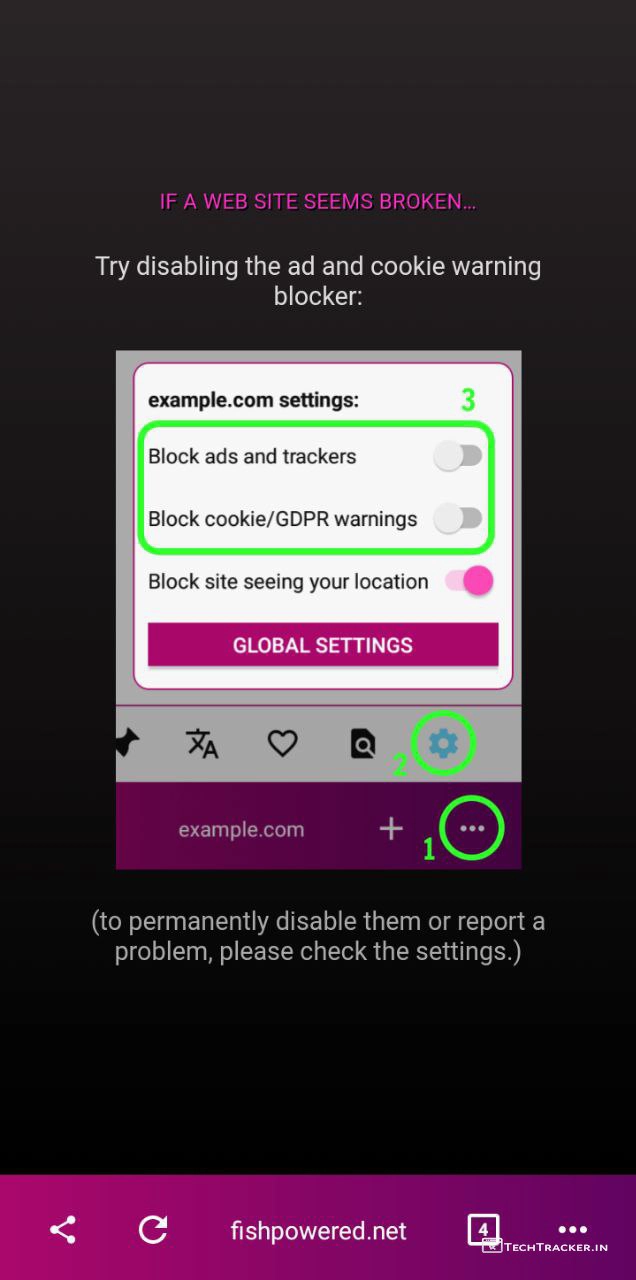 IF A WEB SITE SEEMS BROKEN...
Try disabling the ad and cookie warning
blocker:
example.com settings:
3
Block ads and trackers
Block cookie/GDPR warnings
Block site seeing your location
GLOBAL SETTINGS
2
example.com
1
(to permanently disable them or report a
problem, please check the settings.)
fishpowered.net
4
TECHTRACKER.IN